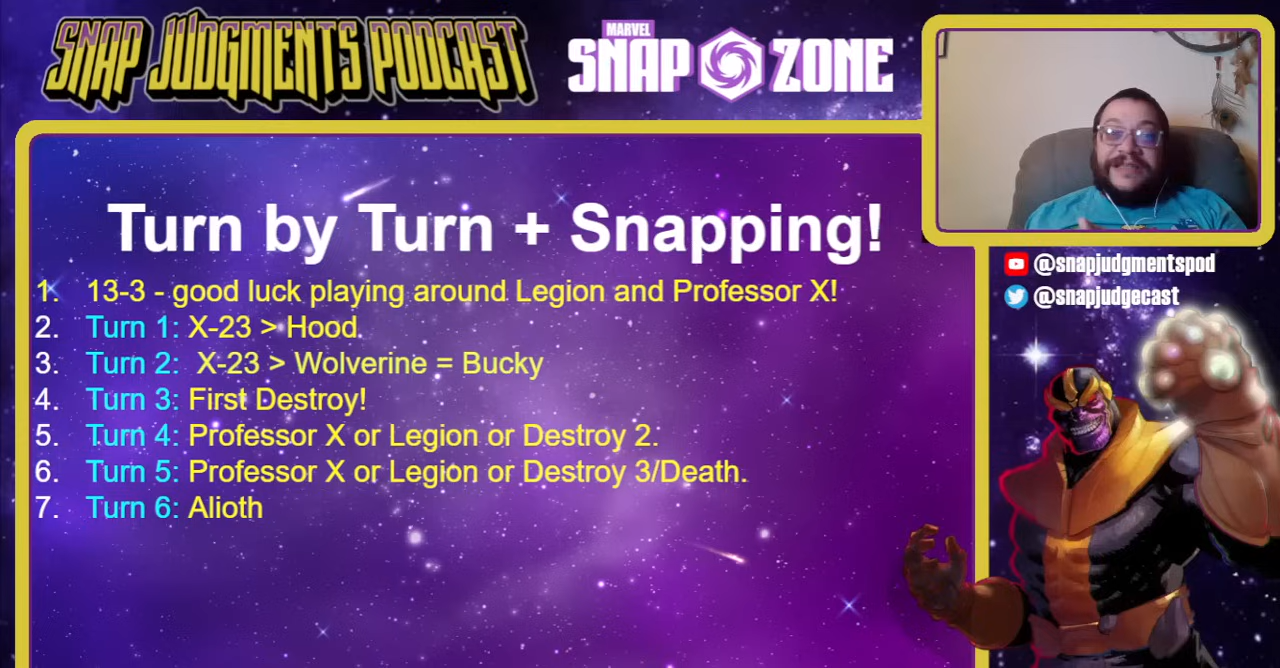 SNAP JUDGMENTS PODCAST
MARVEL
SNAP ZONE
Turn by Turn + Snapping!
1. 13-3 - good luck playing around Legion and Professor X!
2. Turn 1: X-23 > Hood.
3. Turn 2: X-23 > Wolverine = Bucky
4. Turn 3: First Destroy!
5. Turn 4: Professor X or Legion or Destroy 2.
6. Turn 5: Professor X or Legion or Destroy 3/Death.
7. Turn 6: Alioth
@snapjudgmentspod
@snapjudgecast